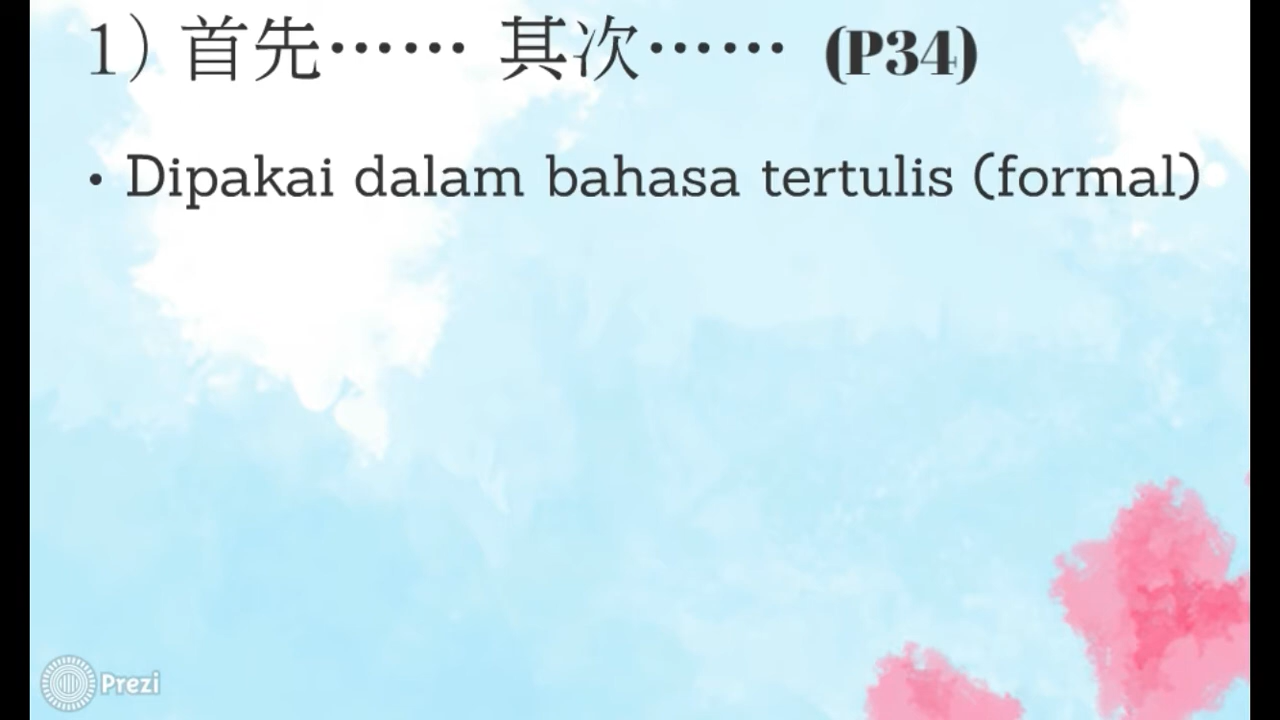 1) 首先…… 其次…… (P34)
• Dipakai dalam bahasa tertulis (formal)
Prezi